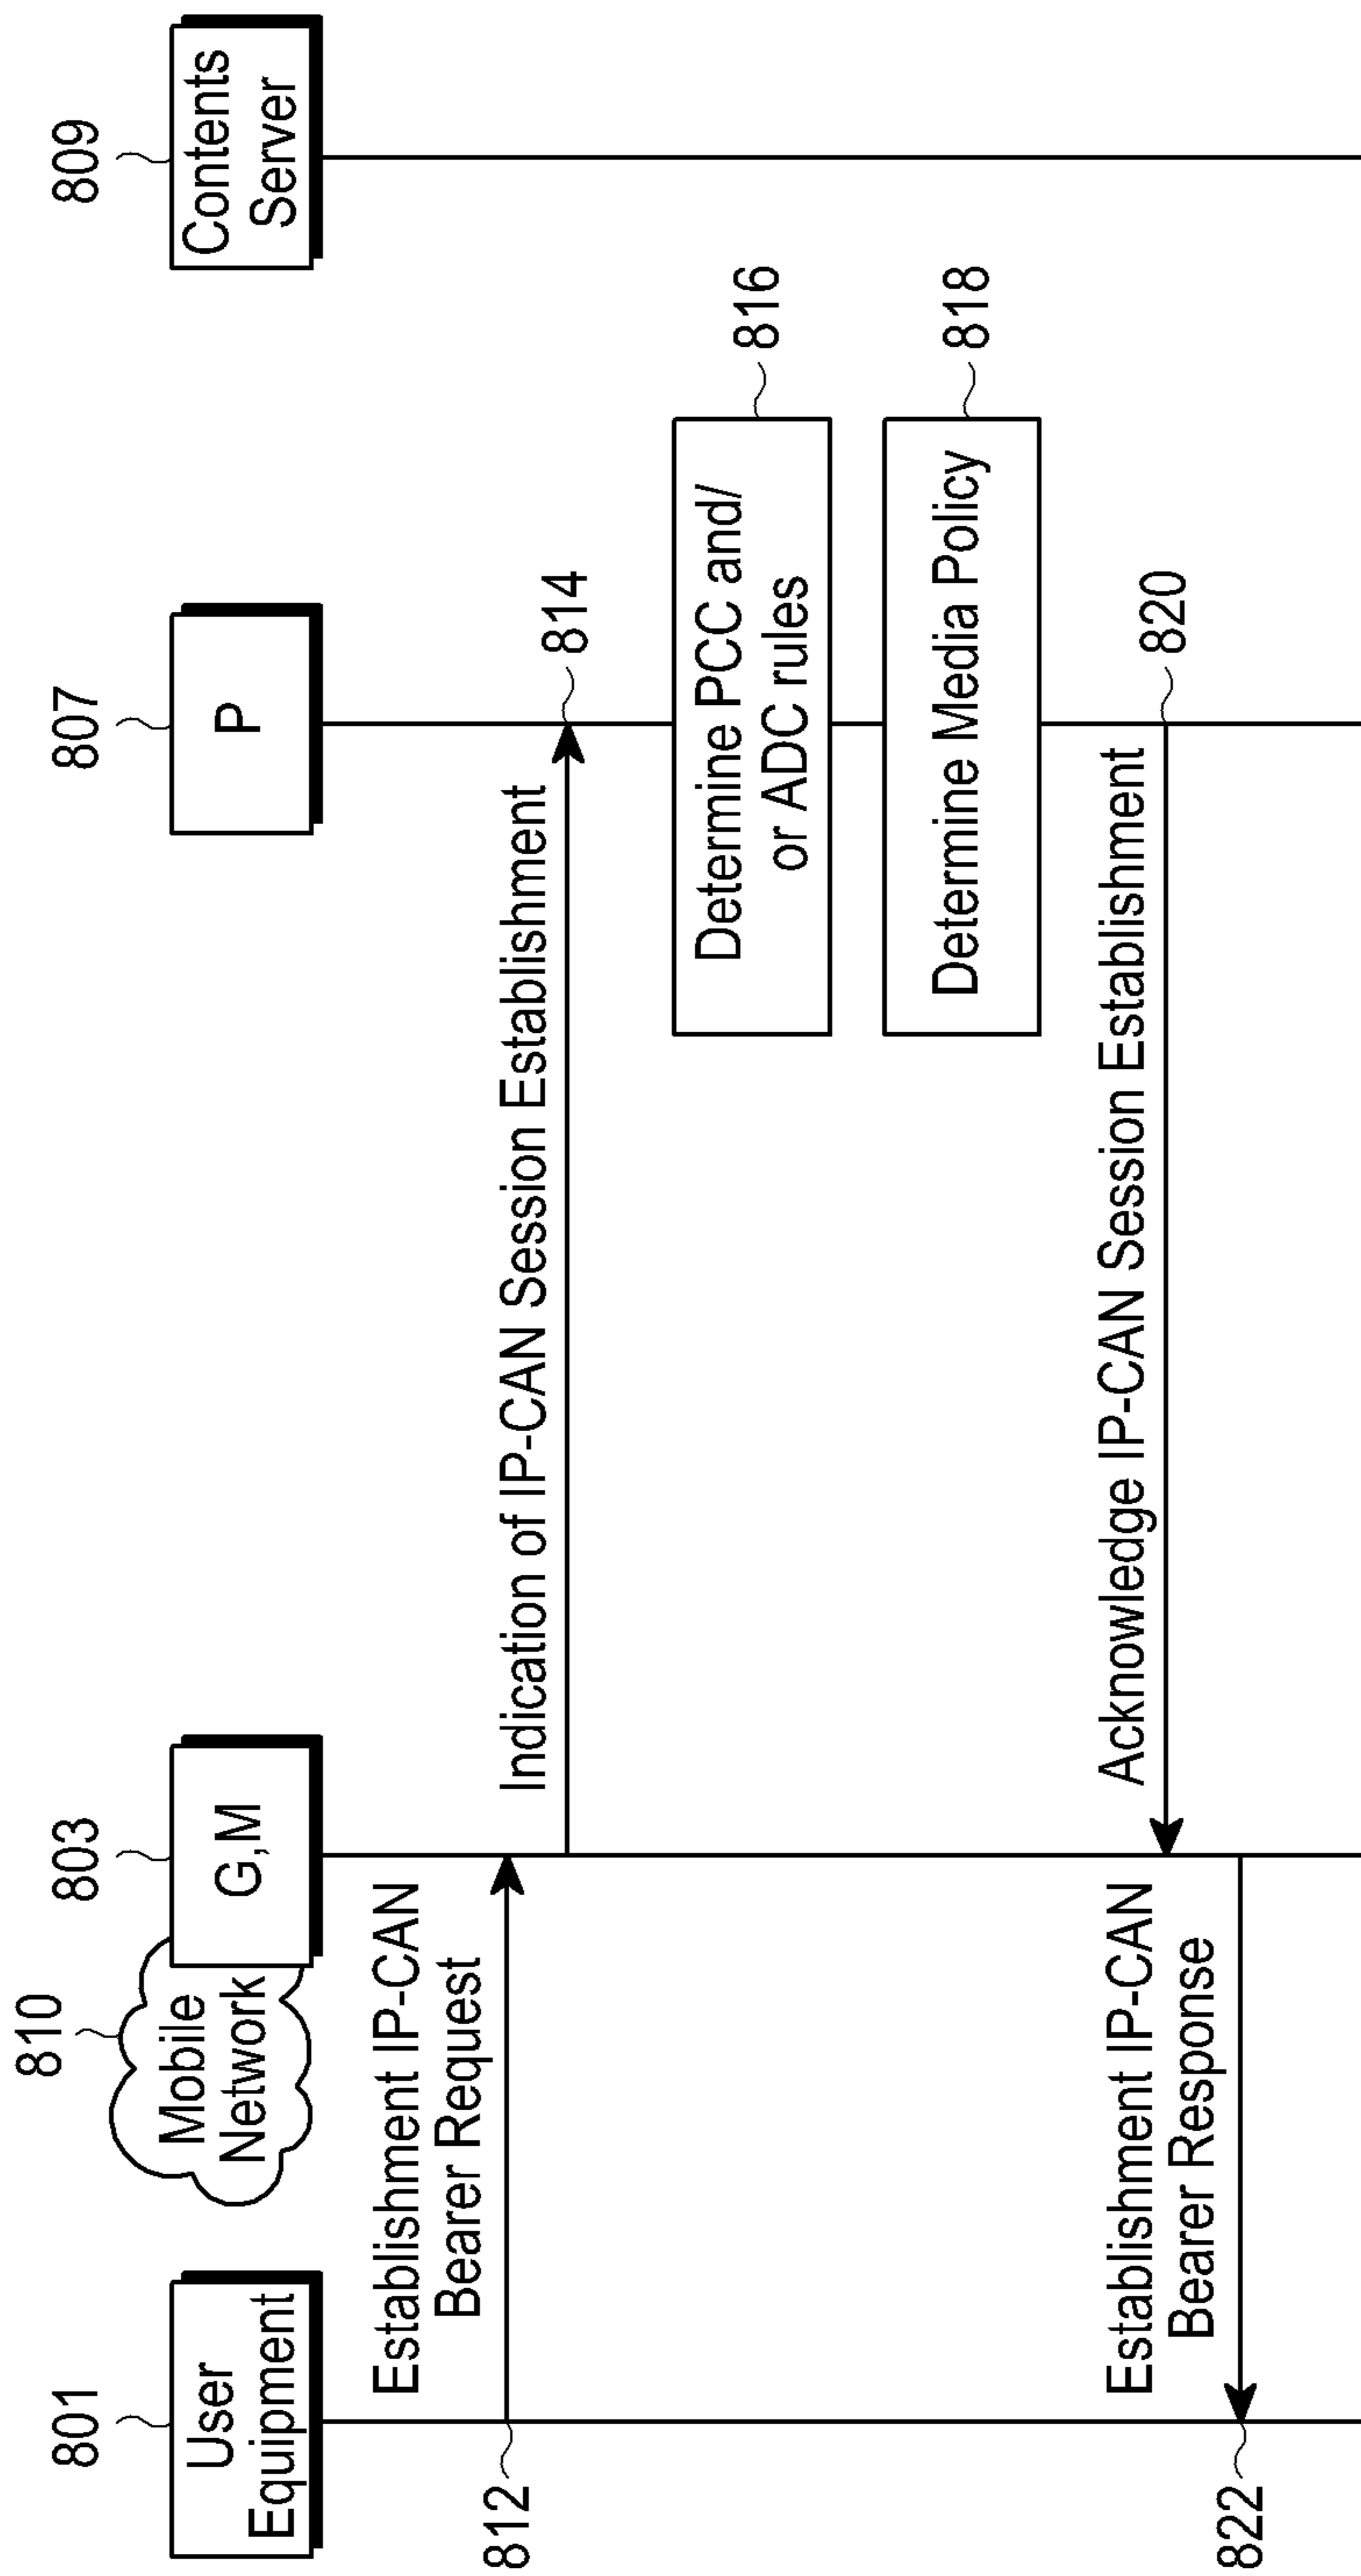 801
User
Equipment
810
Mobile
Network
803
G,M
807
P
809
Contents
Server
812
Establishment IP-CAN
Bearer Request
Indication of IP-CAN Session Establishment
814
Determine PCC and/
or ADC rules
816
Determine Media Policy
818
Acknowledge IP-CAN Session Establishment
820
Establishment IP-CAN
Bearer Response
822